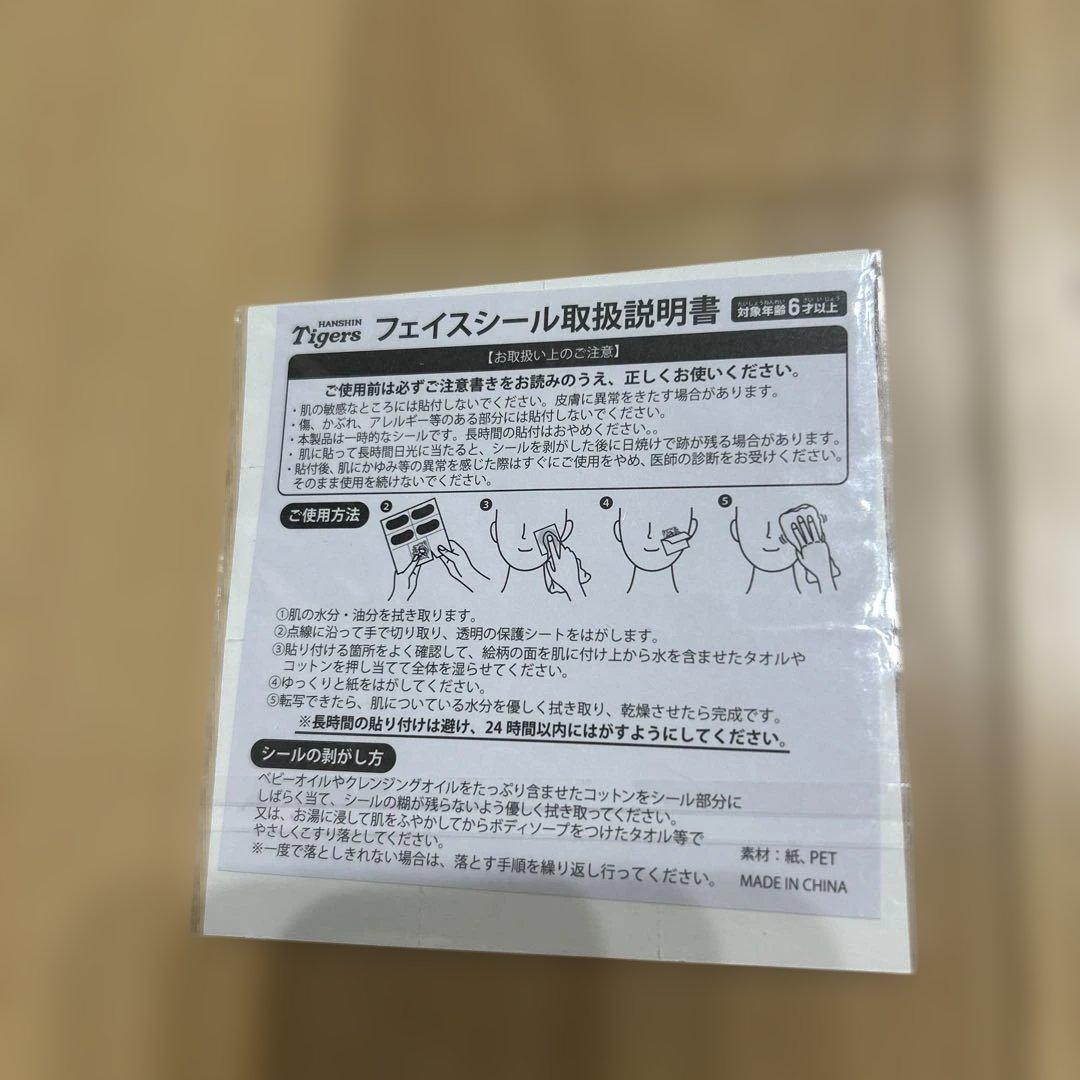 HANSHIN
Tigers
フェイスシール取扱説明書
たいしょうねんれい さい いじょう
対象年齢6才以上
【お取扱い上のご注意】
ご使用前は必ずご注意書きをお読みのうえ、正しくお使いください。
・肌の敏感なところには貼付しないでください。皮膚に異常をきたす場合があります。
・傷、かぶれ、アレルギー等のある部分には貼付しないでください。
・本製品は一時的なシールです。長時間の貼付はおやめください。。
・肌に貼って長時間日光に当たると、シールを剥がした後に日焼けで跡が残る場合があります。
・貼付後、肌にかゆみ等の異常を感じた際はすぐにご使用をやめ、医師の診断をお受けください。
そのまま使用を続けないでください。
ご使用方法
② ③ ④ ⑤
①肌の水分・油分を拭き取ります。
②点線に沿って手で切り取り、透明の保護シートをはがします。
③貼り付ける箇所をよく確認して、絵柄の面を肌に付け上から水を含ませたタオルや
コットンを押し当てて全体を湿らせてください。
④ゆっくりと紙をはがしてください。
⑤転写できたら、肌についている水分を優しく拭き取り、乾燥させたら完成です。
※長時間の貼り付けは避け、24時間以内にはがすようにしてください。
シールの剥がし方
ベビーオイルやクレンジングオイルをたっぷり含ませたコットンをシール部分に
しばらく当て、シールの糊が残らないよう優しく拭き取ってください。
又は、お湯に浸して肌をふやかしてからボディソープをつけたタオル等で
やさしくこすり落としてください。
※一度で落としきれない場合は、落とす手順を繰り返し行ってください。
素材:紙、PET
MADE IN CHINA